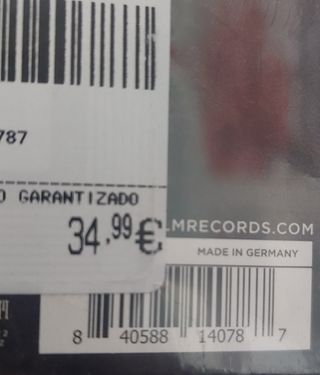 787
O GARANTIZADO
34,99€
LMRECORDS.COM
MADE IN GERMANY
8 40588 14078 7